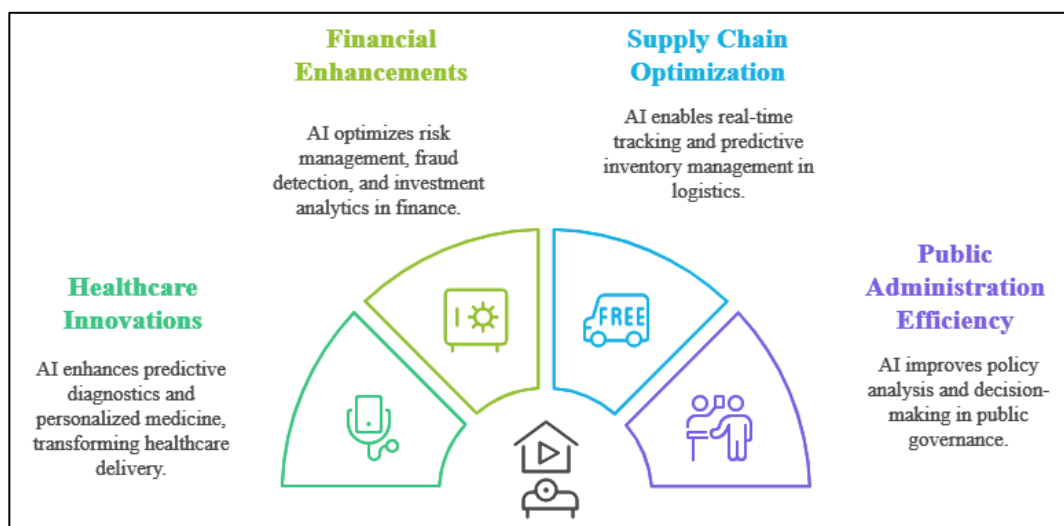 Financial
Enhancements
AI optimizes risk
management, fraud
detection, and investment
analytics in finance.
Supply Chain
Optimization
AI enables real-time
tracking and predictive
inventory management in
logistics.
Healthcare
Innovations
AI enhances predictive
diagnostics and
personalized medicine,
transforming healthcare
delivery.
FREE
Public
Administration
Efficiency
AI improves policy
analysis and decision-
making in public
governance.